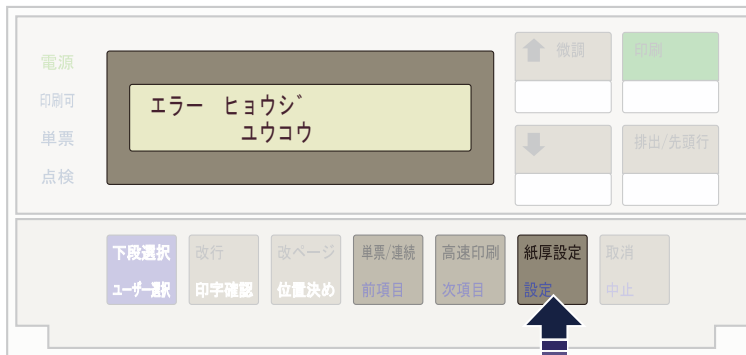 電源
印刷可
単票
点検
エラー ヒョウジ
ユウコウ
微調
印刷
排出/先頭行
下段選択
ユーザー選択
改行
印字確認
改ページ
位置決め
単票/連続
前項目
高速印刷
次項目
紙厚設定
設定
取消
中止